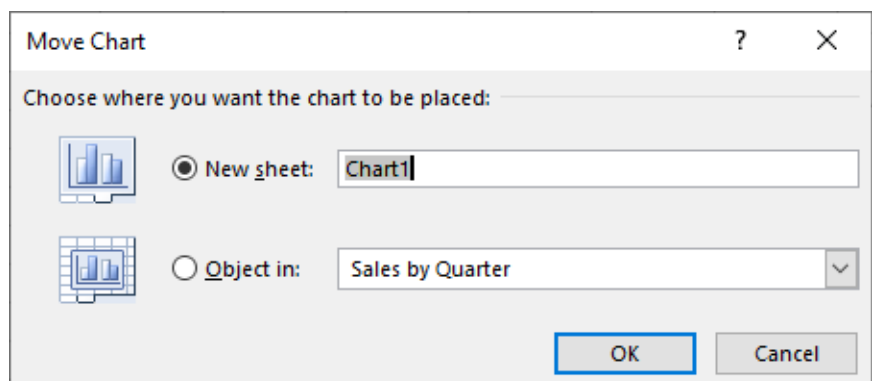 Move Chart ? X
Choose where you want the chart to be placed:
New sheet: Chart1
Object in: Sales by Quarter
OK Cancel